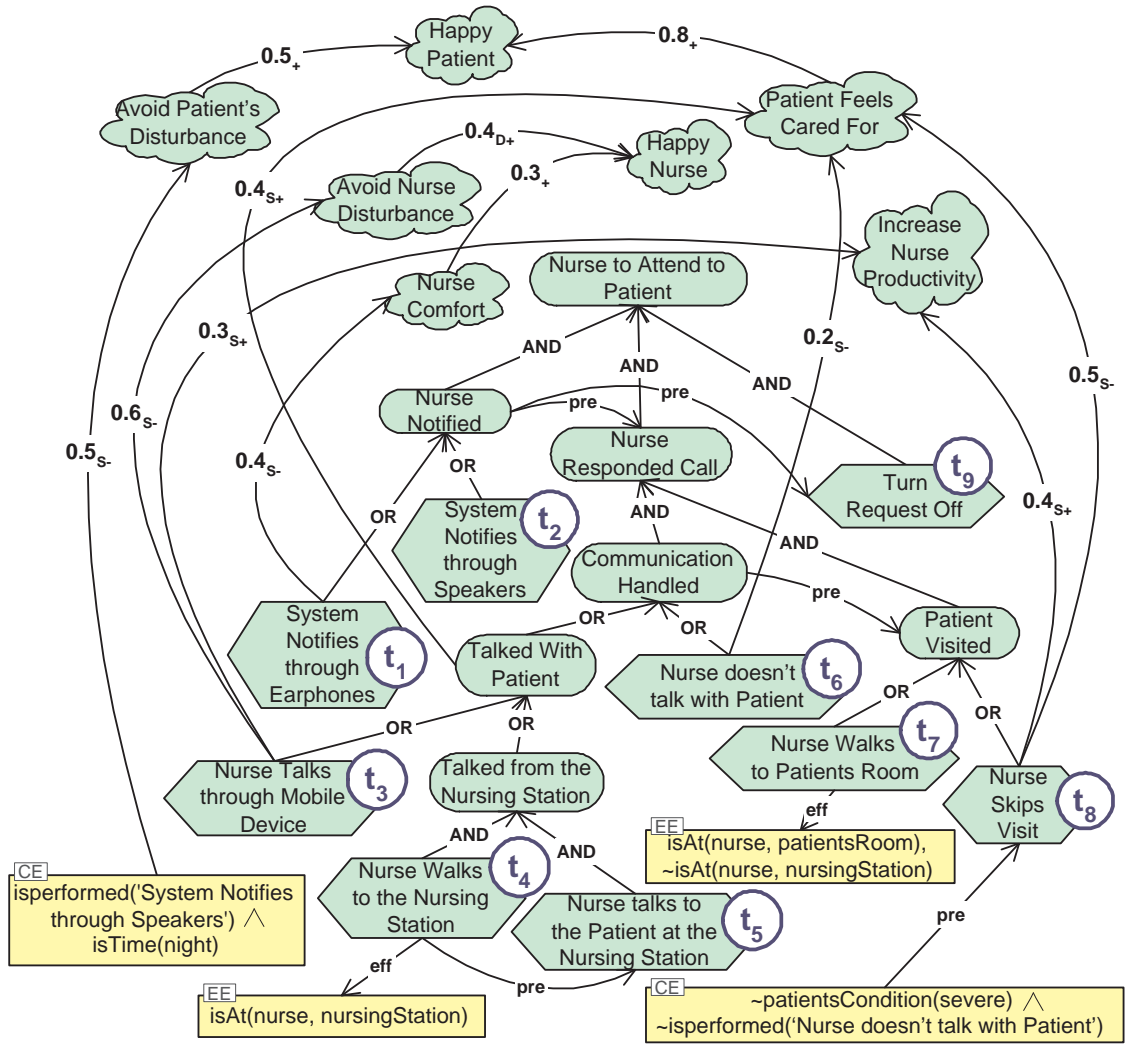 Happy
Patient
0.5+
0.8+
Avoid Patient's
Disturbance
Patient Feels
Cared For
0.4D+
Happy
Nurse
0.3+
0.4S+
Avoid Nurse
Disturbance
Increase
Nurse
Productivity
Nurse to Attend to
Patient
Nurse
Comfort
0.3S+
0.2S-
AND
AND
AND
0.5S-
0.6S-
Nurse
Notified
pre
pre
0.5S-
0.4S-
OR
Nurse
Responded Call
Turn
Request Off
t9
0.4S+
OR
System
Notifies
through
Speakers
t2
AND
AND
Communication
Handled
pre
System
Notifies
through
Earphones
t1
OR
OR
Patient
Visited
Talked With
Patient
Nurse doesn't
talk with Patient
t6
OR
OR
OR
OR
Nurse Walks
to Patients Room
t7
Nurse Talks
through Mobile
Device
t3
Talked from the
Nursing Station
Nurse
Skips
Visit
t8
eff
EE
isAt(nurse, patientsRoom),
~isAt(nurse, nursingStation)
AND
AND
CE
isperformed('System Notifies
through Speakers') ∧
isTime(night)
Nurse Walks
to the Nursing
Station
t4
Nurse talks to
the Patient at the
Nursing Station
t5
pre
eff
pre
EE
isAt(nurse, nursingStation)
CE
~patientsCondition(severe) ∧
~isperformed(‘Nurse doesn’t talk with Patient’)